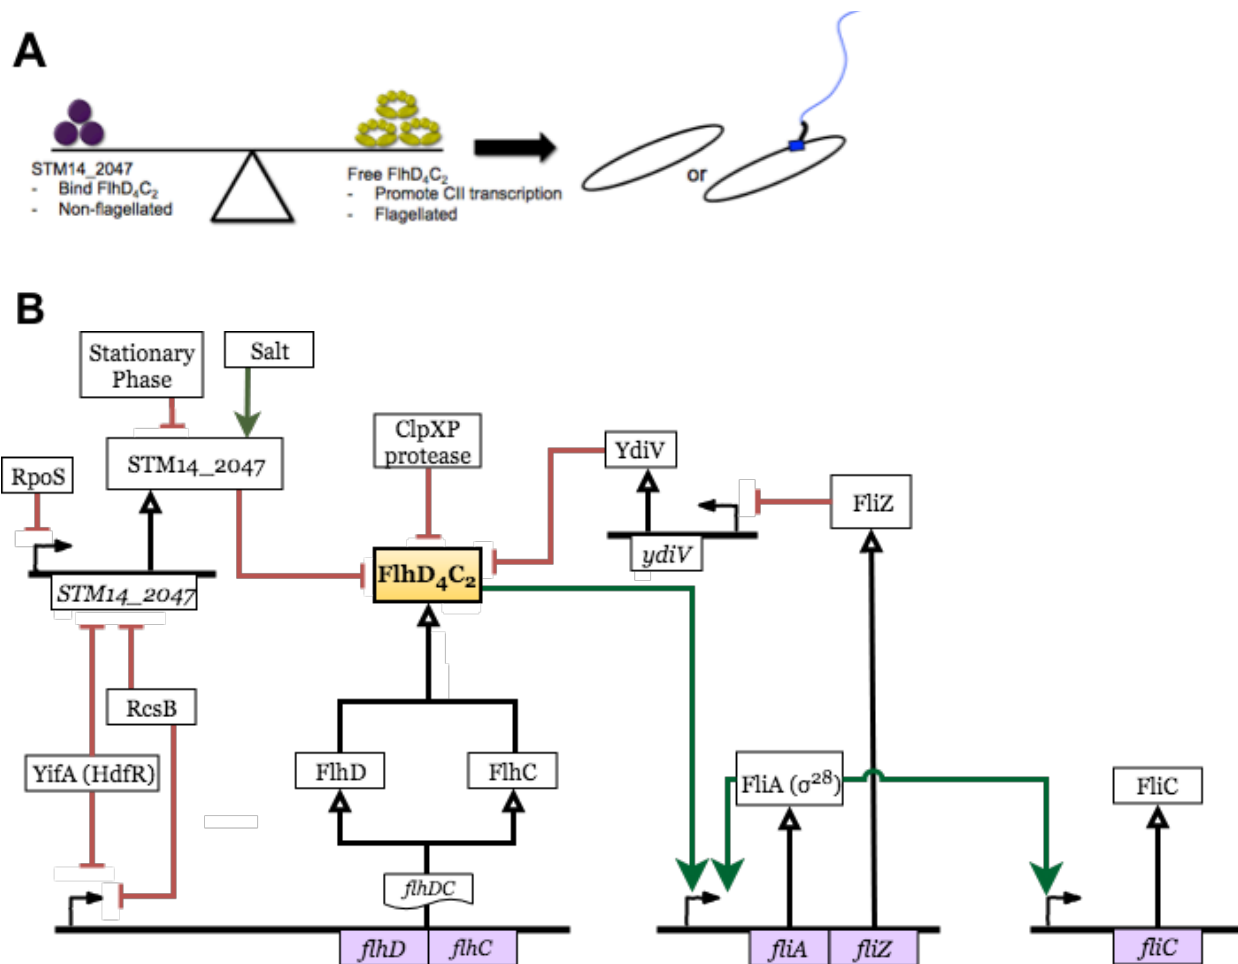 A
STM14_2047
- Bind FlhD₄C₂
- Non-flagellated
Free FlhD₄C₂
- Promote CII transcription
- Flagellated
or
B
Stationary
Phase
Salt
STM14_2047
RpoS
STM14_2047
RcsB
YifA (HdfR)
ClpXP
protease
YdiV
ydiV
FliZ
FlhD₄C₂
FlhD
FlhC
flhDC
flhD
flhC
FliA (σ²⁸)
fliA
fliZ
FliC
fliC